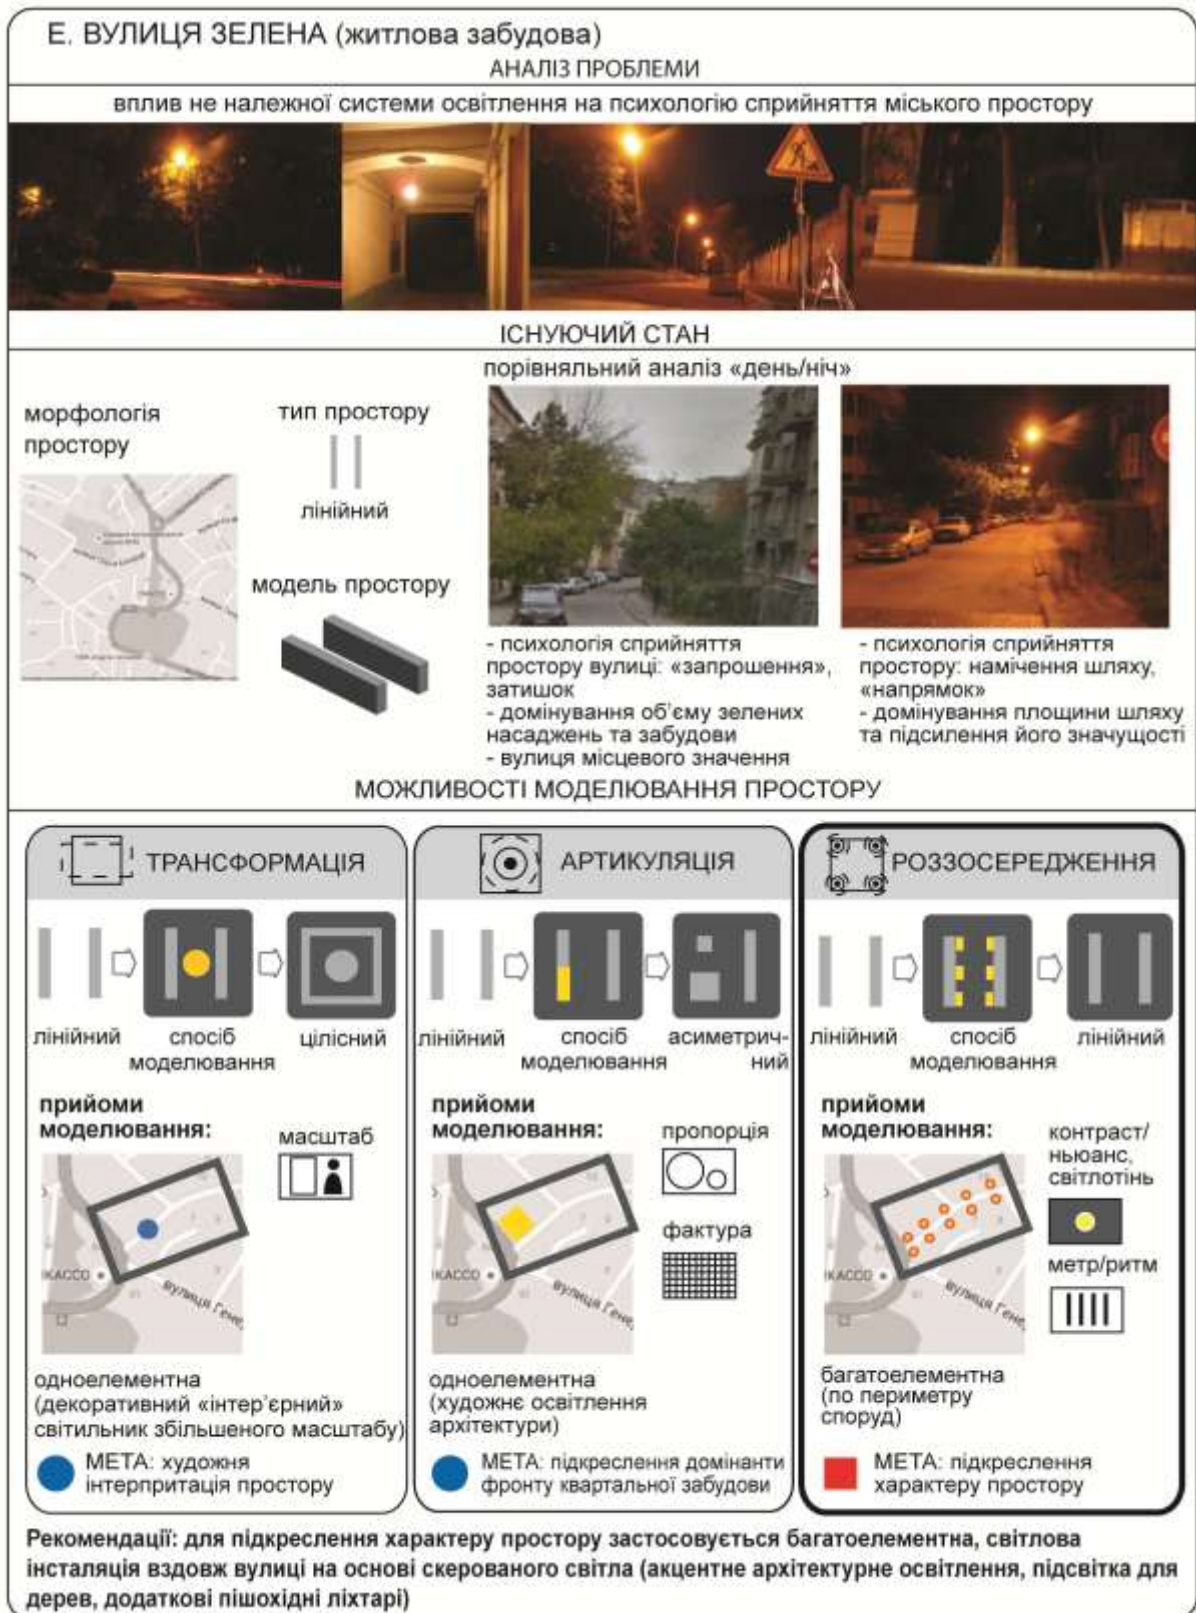 Е. ВУЛИЦЯ ЗЕЛЕНА (житлова забудова)
АНАЛІЗ ПРОБЛЕМИ
вплив не належної системи освітлення на психологію сприйняття міського простору
ІСНУЮЧИЙ СТАН
порівняльний аналіз «день/ніч»
морфологія
простору
тип простору
лінійний
модель простору
- психологія сприйняття
простору вулиці: «запрошення»,
затишок
- домінування об’єму зелених
насаджень та забудови
- вулиця місцевого значення
- психологія сприйняття
простору: намічення шляху,
«напрямок»
- домінування площини шляху
та підсилення його значущості
МОЖЛИВОСТІ МОДЕЛЮВАННЯ ПРОСТОРУ
ТРАНСФОРМАЦІЯ
лінійний
спосіб
моделювання
цілісний
прийоми
моделювання:
масштаб
ІКАССО
вулиця Гене,
одноелементна
(декоративний «інтер’єрний»
світильник збільшеного масштабу)
МЕТА: художня
інтерпритація простору
АРТИКУЛЯЦІЯ
лінійний
спосіб
моделювання
асиметрич-
ний
прийоми
моделювання:
пропорція
фактура
ІКАССО
вулиця Гене,
одноелементна
(художнє освітлення
архітектури)
МЕТА: підкреслення домінанти
фронту квартальної забудови
РОЗЗОСЕРЕДЖЕННЯ
лінійний
спосіб
моделювання
лінійний
прийоми
моделювання:
контраст/
ньюанс,
світлотінь
метр/ритм
ІКАССО
вулиця Гене,
багатоелементна
(по периметру
споруд)
МЕТА: підкреслення
характеру простору
Рекомендації: для підкреслення характеру простору застосовується багатоелементна, світлова
інсталяція вздовж вулиці на основі скерованого світла (акцентне архітектурне освітлення, підсвітка для
дерев, додаткові пішохідні ліхтарі)